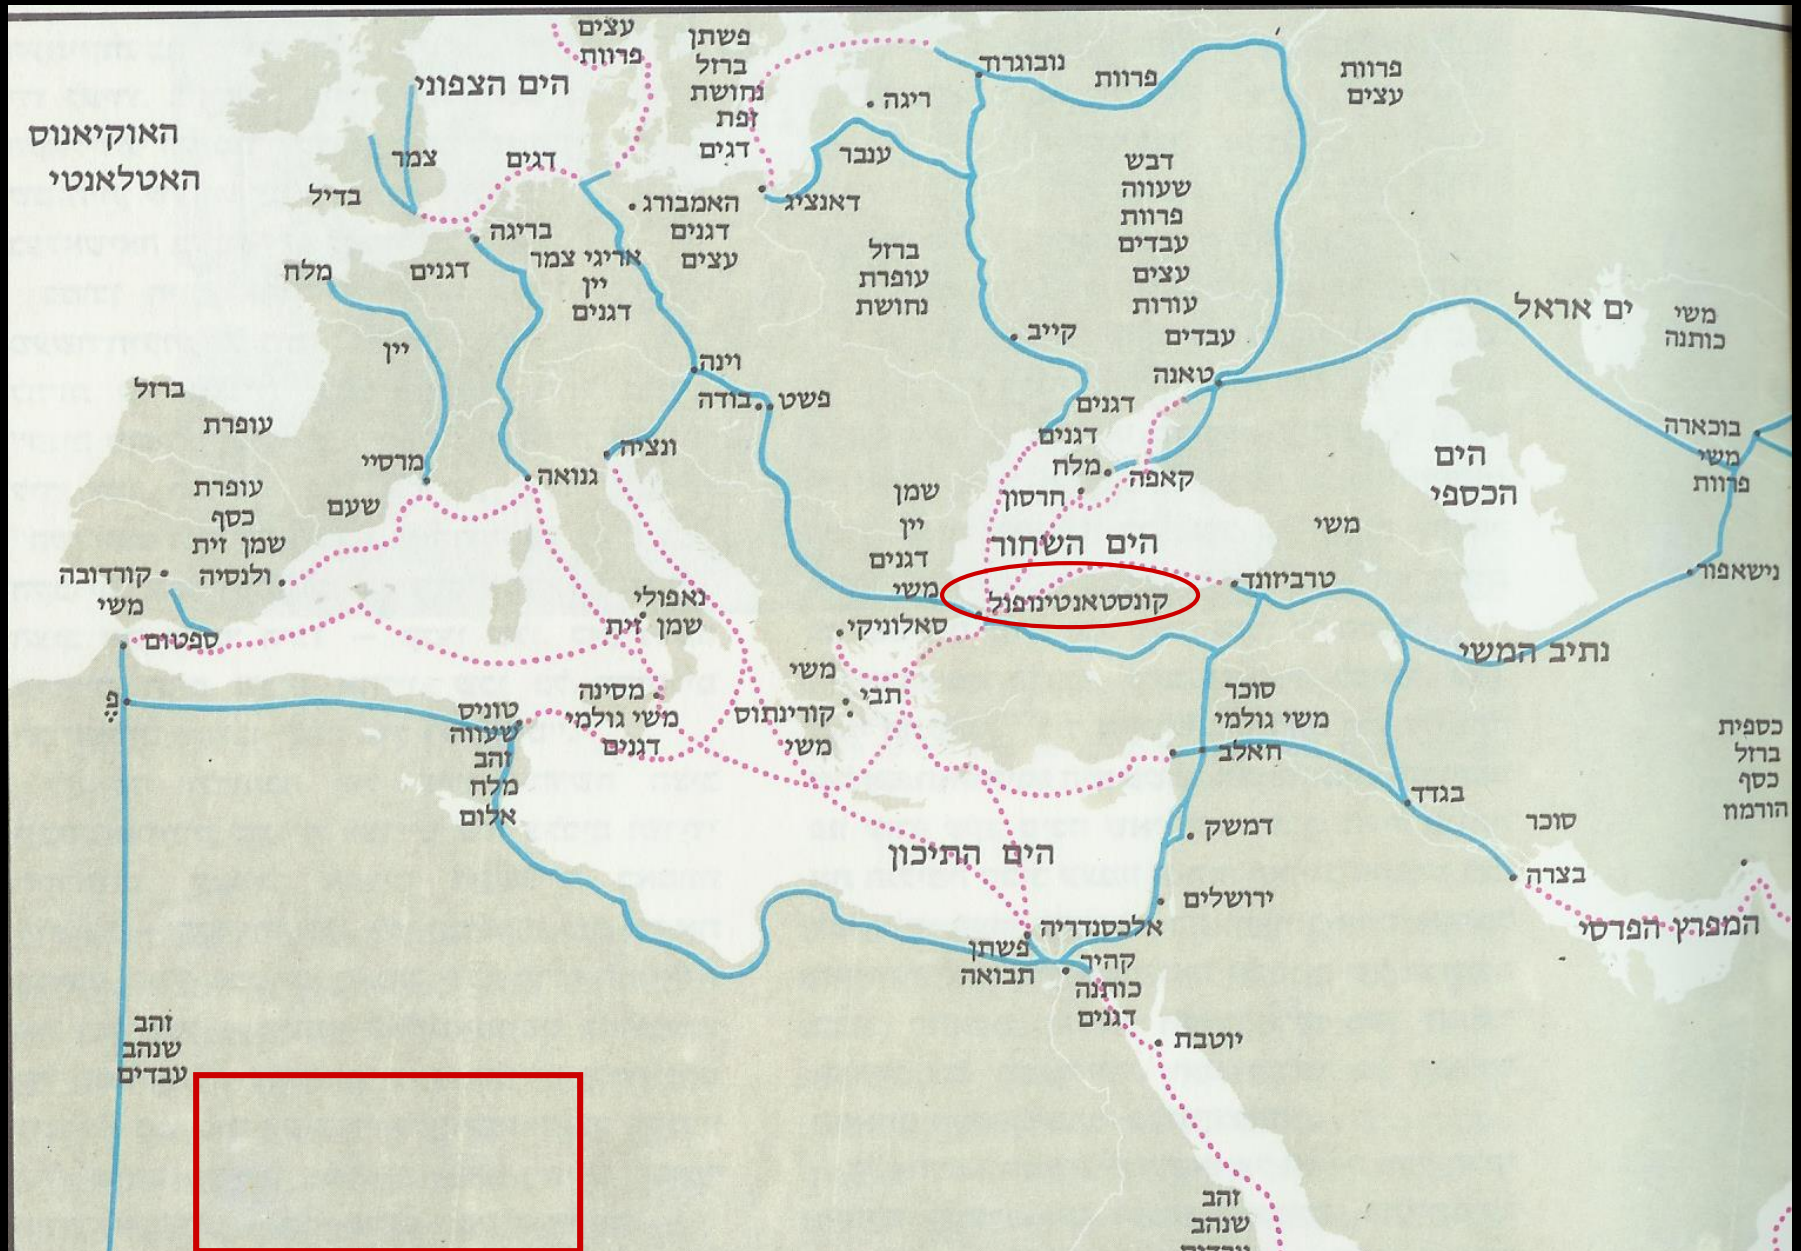 עצים
פרוות
פשתן
ברזל
נחושת
זפת
דגים
הים הצפוני
האוקיאנוס
האטלאנטי
צמר
בדיל
דגים
ריגה
ענבר
דאנציג
נובוגרוד
פרוות
פרוות
עצים
דבש
שעווה
פרוות
עבדים
עצים
עורות
עבדים
האמבורג
דגנים
עצים
בריגה
אריגי צמר
יין
דגנים
דגנים
מלח
יין
ברזל
עופרת
נחושת
קייב
טאנה
דגנים
דגנים
מלח
חרסון
קאפה
ים אראל
משי
כותנה
בוכארה
משי
פרוות
הים
הכספי
משי
נישאפור
נתיב המשי
וינה
בודה
פשט
ונציה
גנואה
מרסיי
שעם
ברזל
עופרת
עופרת
כסף
שמן זית
ולנסיה
קורדובה
משי
ספטום
פֶ
שמן
יין
דגנים
משי
הים השחור
קונסטאנטינופול
טרביזונד
סאלוניקי
נאפולי
שמן זית
משי
תבי
קורינתוס
משי
מסינה
משי גולמי
דגנים
טוניס
שעווה
זהב
מלח
אלום
סוכר
משי גולמי
חאלב
בגדד
דמשק
ירושלים
סוכר
בצרה
כספית
ברזל
כסף
הורמוז
המפרץ הפרסי
הים התיכון
אלכסנדריה
פשתן
תבואה
קהיר
כותנה
דגנים
יוטבת
זהב
שנהב
עבדים
זהב
שנהב
עבדים